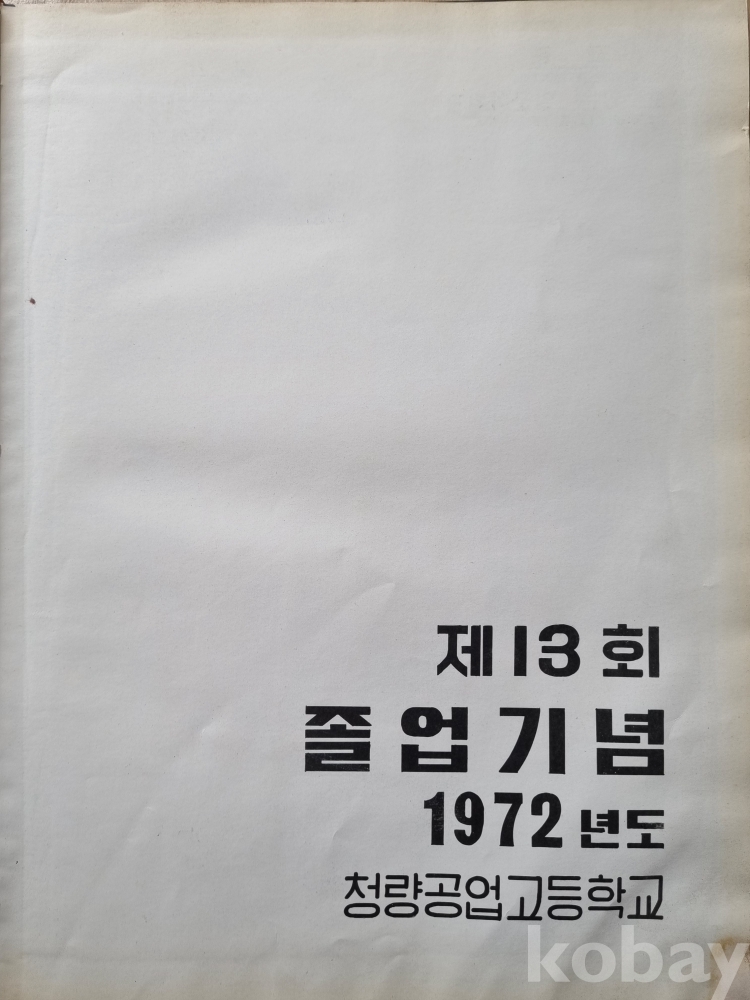 제13회
졸업기념
1972년도
청량공업고등학교
kobay